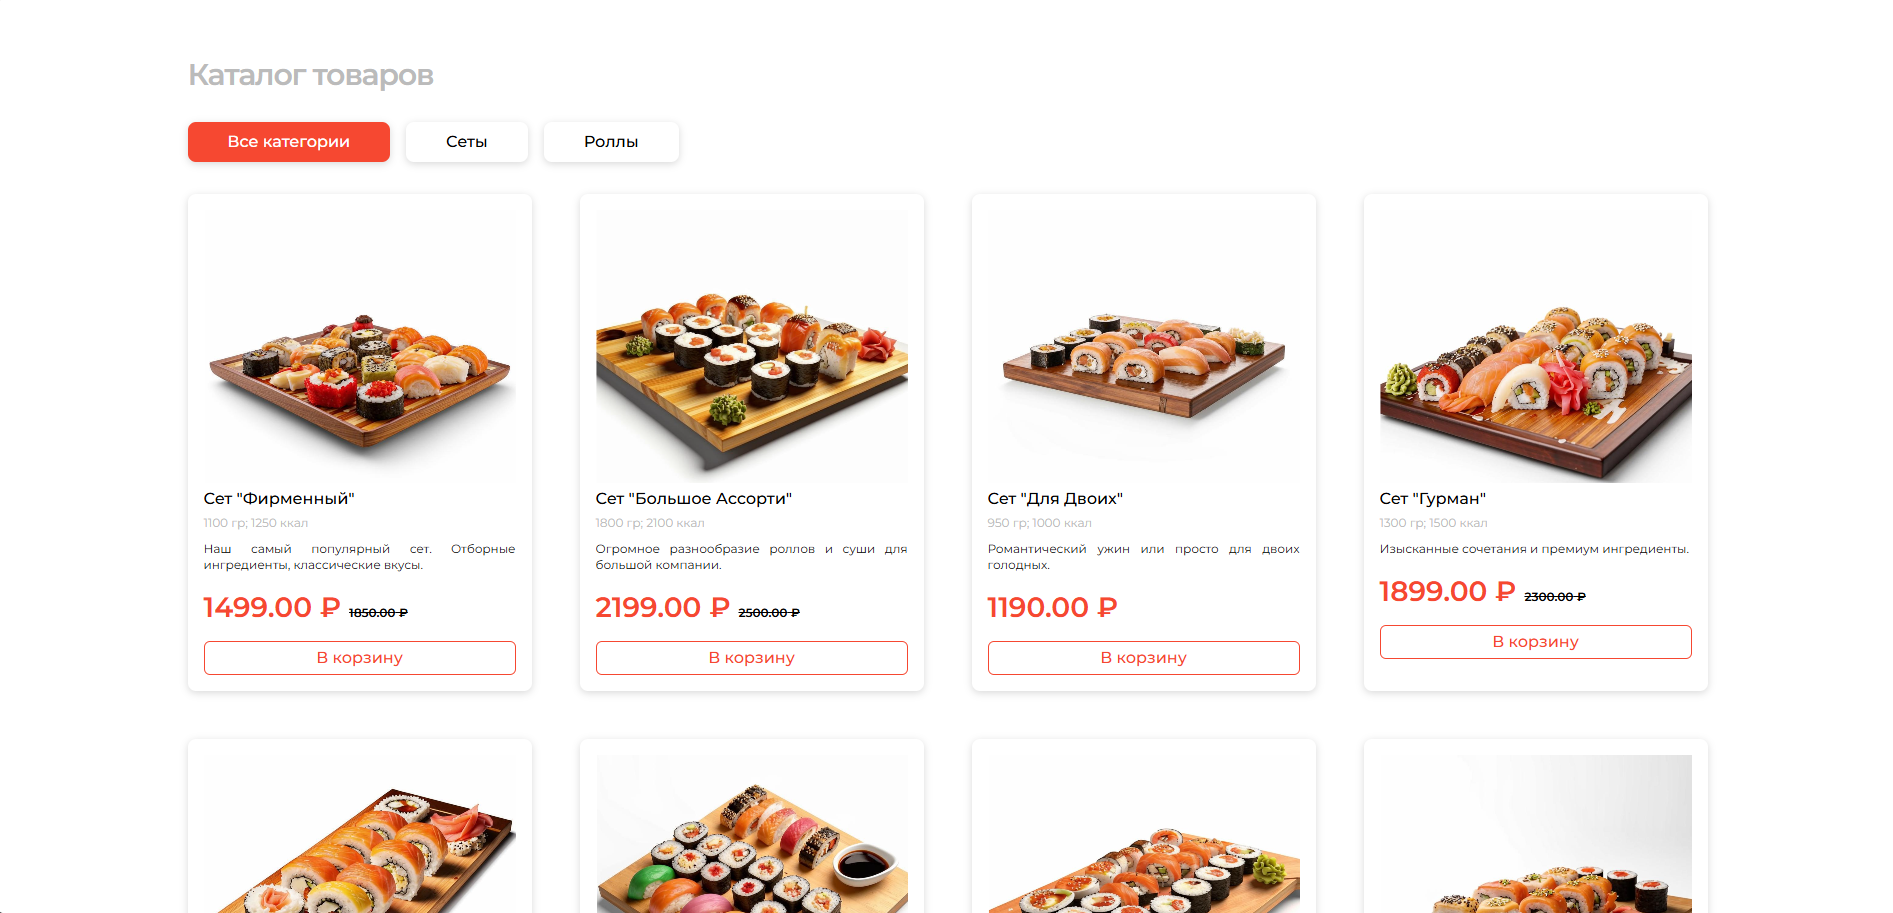 Каталог товаров
Все категории
Сеты
Роллы
Сет "Фирменный"
1100 гр; 1250 ккал
Наш самый популярный сет. Отборные
ингредиенты, классические вкусы.
1499.00 ₽ 1850.00 ₽
В корзину
Сет "Большое Ассорти"
1800 гр; 2100 ккал
Огромное разнообразие роллов и суши для
большой компании.
2199.00 ₽ 2500.00 ₽
В корзину
Сет "Для Двоих"
950 гр; 1000 ккал
Романтический ужин или просто для двоих
голодных.
1190.00 ₽
В корзину
Сет "Гурман"
1300 гр; 1500 ккал
Изысканные сочетания и премиум ингредиенты.
1899.00 ₽ 2300.00 ₽
В корзину